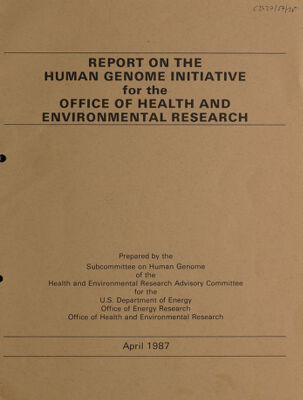 REPORT ON THE
HUMAN GENOME INITIATIVE
for the
OFFICE OF HEALTH AND
ENVIRONMENTAL RESEARCH
Prepared by the
Subcommittee on Human Genome
of the
Health and Environmental Research Advisory Committee
for the
U.S. Department of Energy
Office of Energy Research
Office of Health and Environmental Research
April 1987